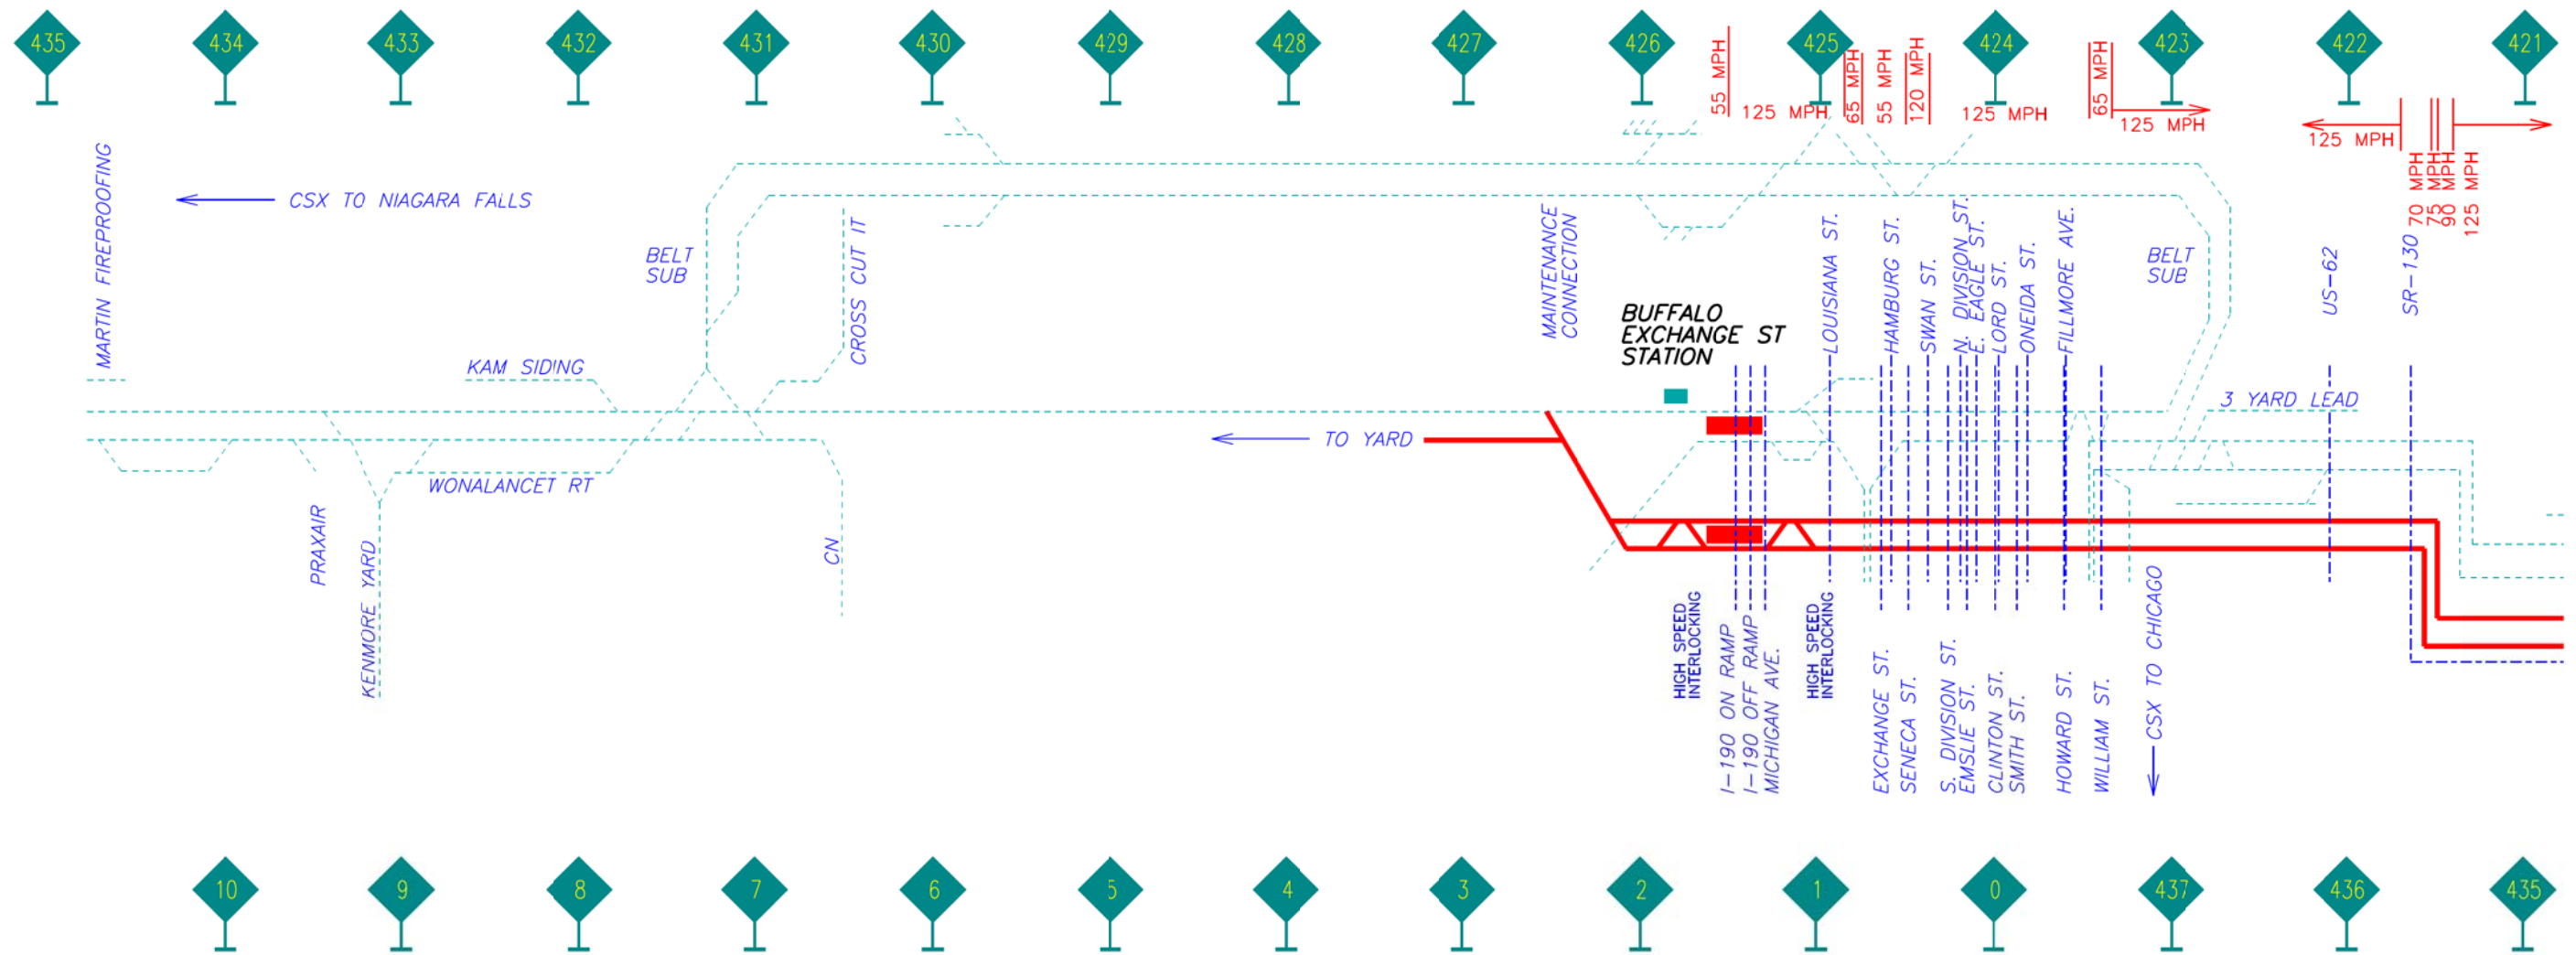 435
434
433
432
431
430
429
428
427
426
425
424
423
422
421
55 MPH
125 MPH
65 MPH
55 MPH
120 MPH
125 MPH
65 MPH
125 MPH
125 MPH
70 MPH
75 MPH
90 MPH
125 MPH
MARTIN FIREPROOFING
CSX TO NIAGARA FALLS
BELT
SUB
CROSS CUT IT
MAINTENANCE
CONNECTION
BUFFALO
EXCHANGE ST
STATION
LOUISIANA ST.
HAMBURG ST.
SWAN ST.
N. DIVISION ST.
E. EAGLE ST.
LORD ST.
ONEIDA ST.
FILLMORE AVE.
BELT
SUB
US-62
SR-130
KAM SIDING
3 YARD LEAD
TO YARD
WONALANCET RT
PRAXAIR
KENMORE YARD
CN
HIGH SPEED
INTERLOCKING
I-190 ON RAMP
I-190 OFF RAMP
MICHIGAN AVE.
HIGH SPEED
INTERLOCKING
EXCHANGE ST.
SENECA ST.
S. DIVISION ST.
EMSLIE ST.
CLINTON ST.
SMITH ST.
HOWARD ST.
WILLIAM ST.
CSX TO CHICAGO
10
9
8
7
6
5
4
3
2
1
0
437
436
435